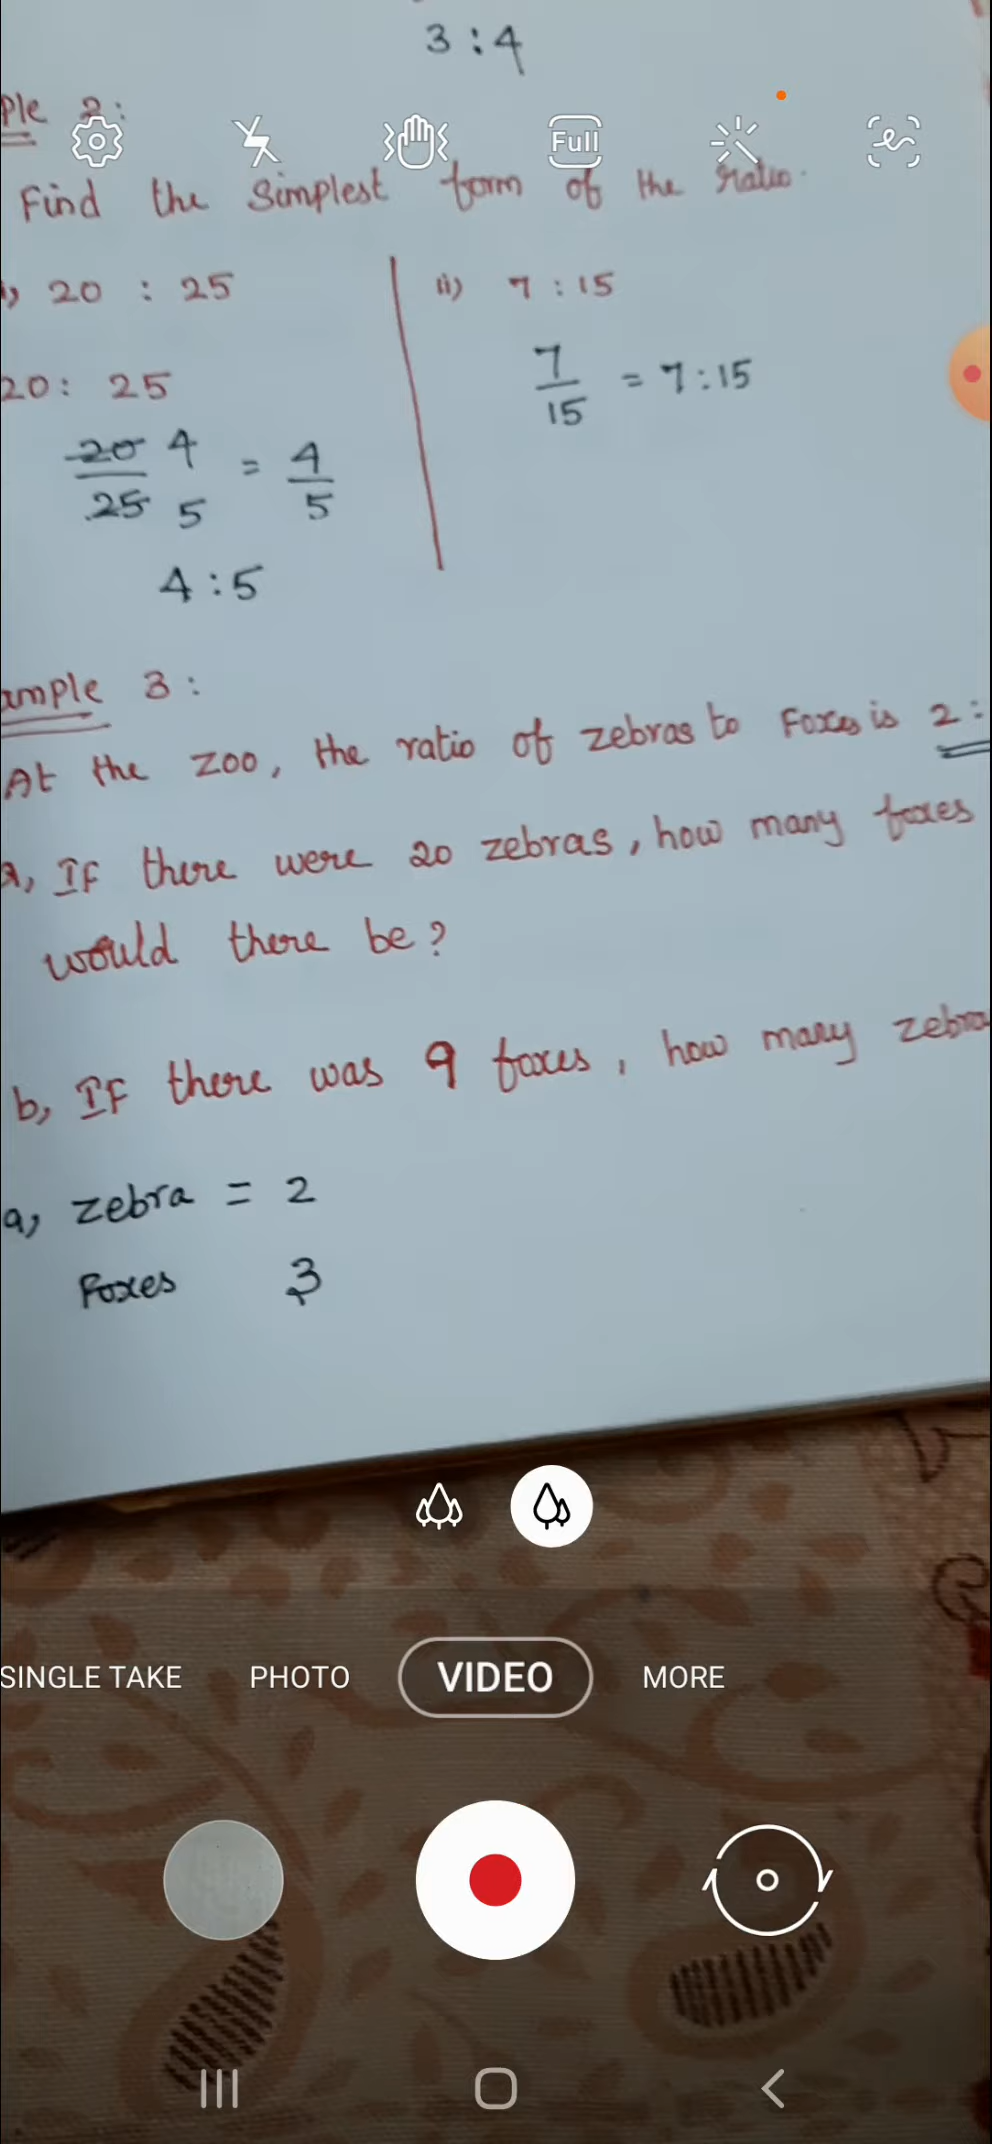 3 : 4
ple 2:
Full
Find the Simplest form of the ratio.
i) 20 : 25
ii) 7 : 15
20 : 25
7
15
= 7:15
20 4
25 5
=
4
5
4 : 5
ample 3 :
At the zoo, the ratio of zebras to Foxes is 2:
a, IF there were 20 zebras, how many foxes
would there be?
b, IF there was 9 foxes, how many zebra
a, zebra = 2
Foxes 3
SINGLE TAKE PHOTO VIDEO MORE